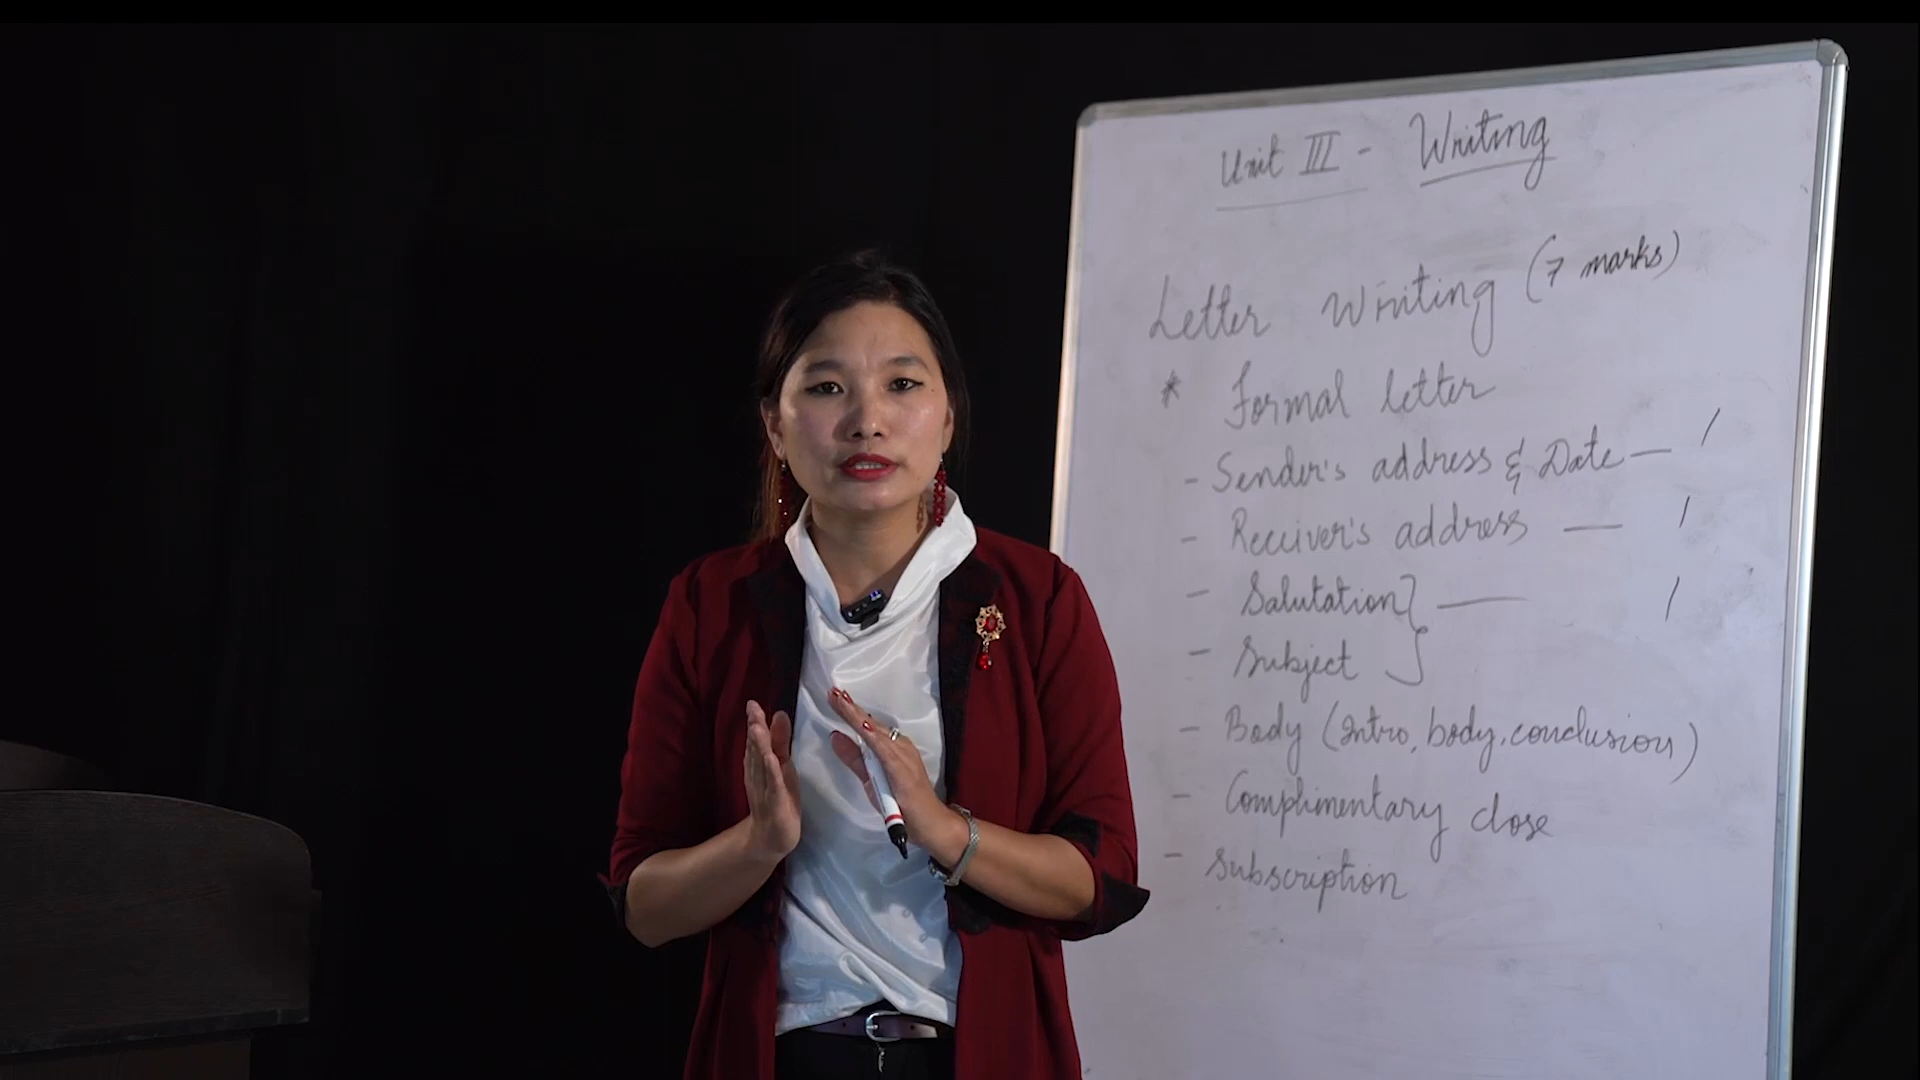 Unit III - Writing
Letter Writing (7 marks)
* Formal letter
- Sender's address & Date — 1
- Reciver's address — 1
- Salutation} — 1
- Subject }
- Body (Intro, body, conclusion)
- Complimentary close
- Subscription